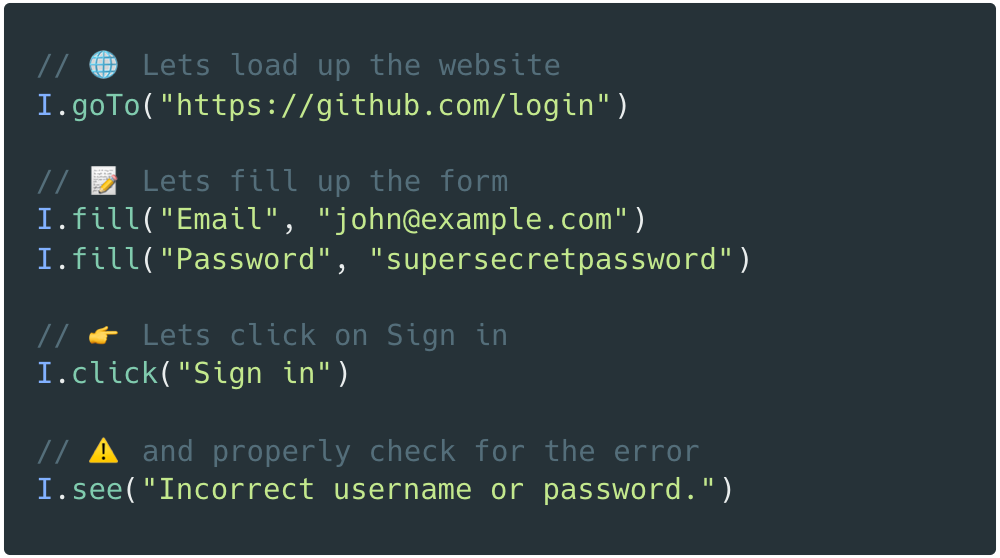 // 🌐 Lets load up the website
I.goTo("https://github.com/login")
// 📝 Lets fill up the form
I.fill("Email", "john@example.com")
I.fill("Password", "supersecretpassword")
// 👉 Lets click on Sign in
I.click("Sign in")
// ⚠️ and properly check for the error
I.see("Incorrect username or password.")